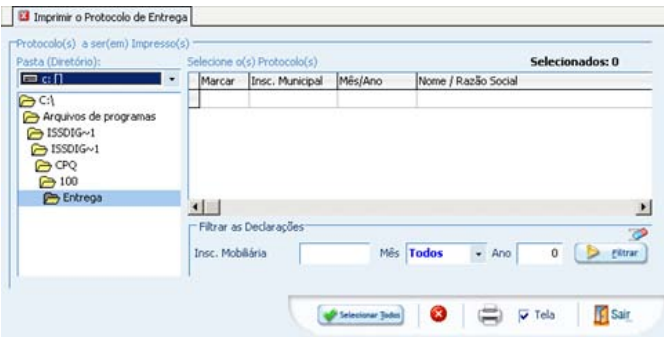 Imprimir o Protocolo de Entrega
Protocolo(s) a ser(em) Impresso(s)
Pasta (Diretório):
Selecione o(s) Protocolo(s)
Selecionados: 0
c: []
Marcar Insc. Municipal Mês/Ano Nome / Razão Social
C:\
Arquivos de programas
ISSDIG~1
ISSDIG~1
CPQ
100
Entrega
Filtrar as Declarações
Insc. Mobiliária Mês Todos Ano 0 Filtrar
Selecionar Todos Tela Sair